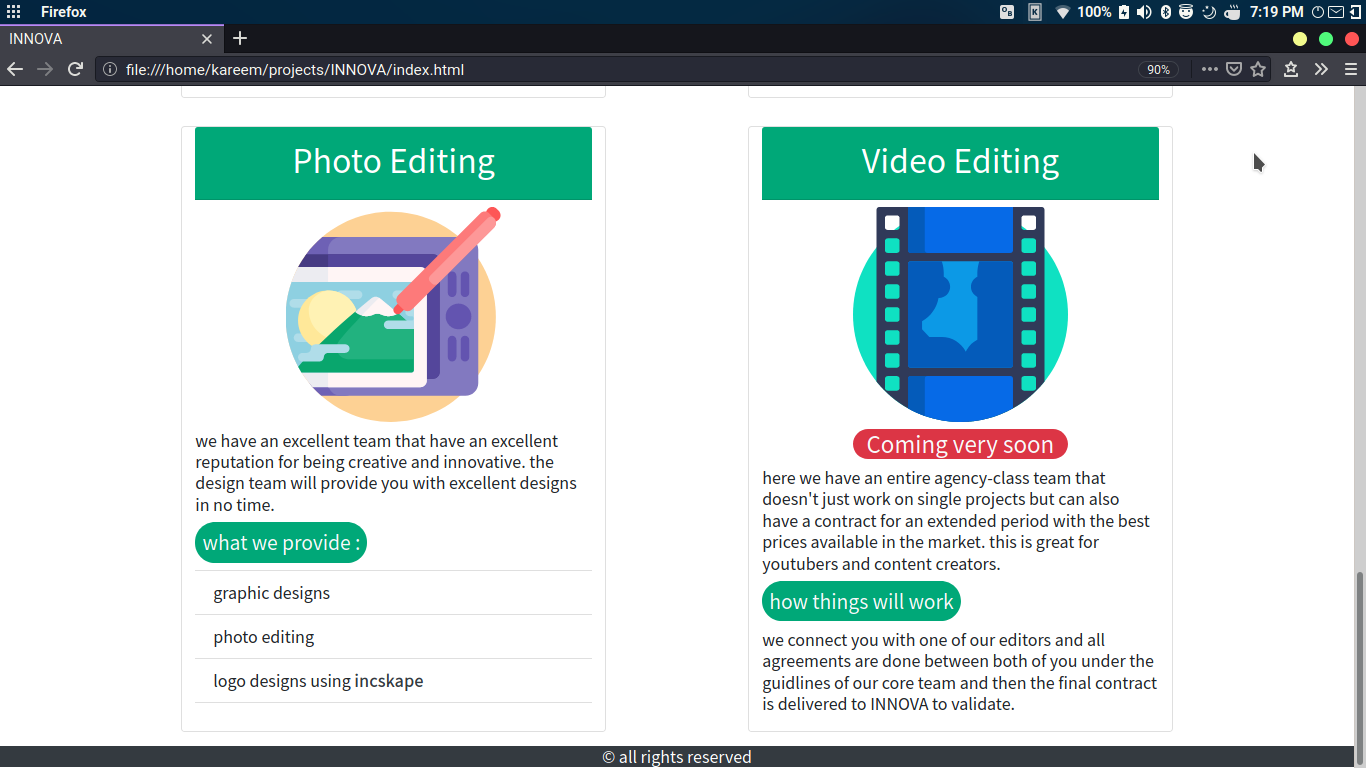 Firefox
100%
7:19 PM
INNOVA
file:///home/kareem/projects/INNOVA/index.html
90%
Photo Editing
we have an excellent team that have an excellent
reputation for being creative and innovative. the
design team will provide you with excellent designs
in no time.
what we provide :
graphic designs
photo editing
logo designs using incskape
Video Editing
Coming very soon
here we have an entire agency-class team that
doesn't just work on single projects but can also
have a contract for an extended period with the best
prices available in the market. this is great for
youtubers and content creators.
how things will work
we connect you with one of our editors and all
agreements are done between both of you under the
guidlines of our core team and then the final contract
is delivered to INNOVA to validate.
© all rights reserved